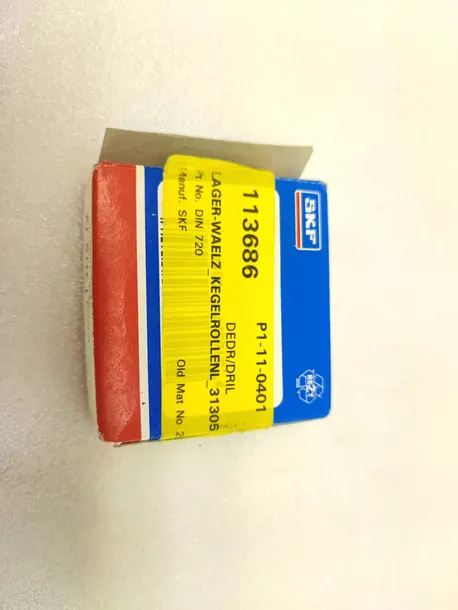 SKF
113686
P1-11-0401
DEDR/DRIL
LAGER-WAELZ_KEGELROLLENL_31305
Pt No. DIN 720
Manuf. SKF
Old Mat No